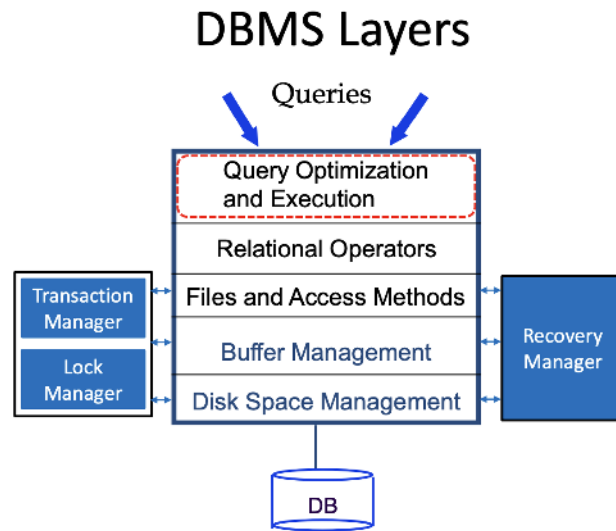 DBMS Layers
Queries
Query Optimization
and Execution
Relational Operators
Files and Access Methods
Buffer Management
Disk Space Management
Transaction
Manager
Lock
Manager
Recovery
Manager
DB